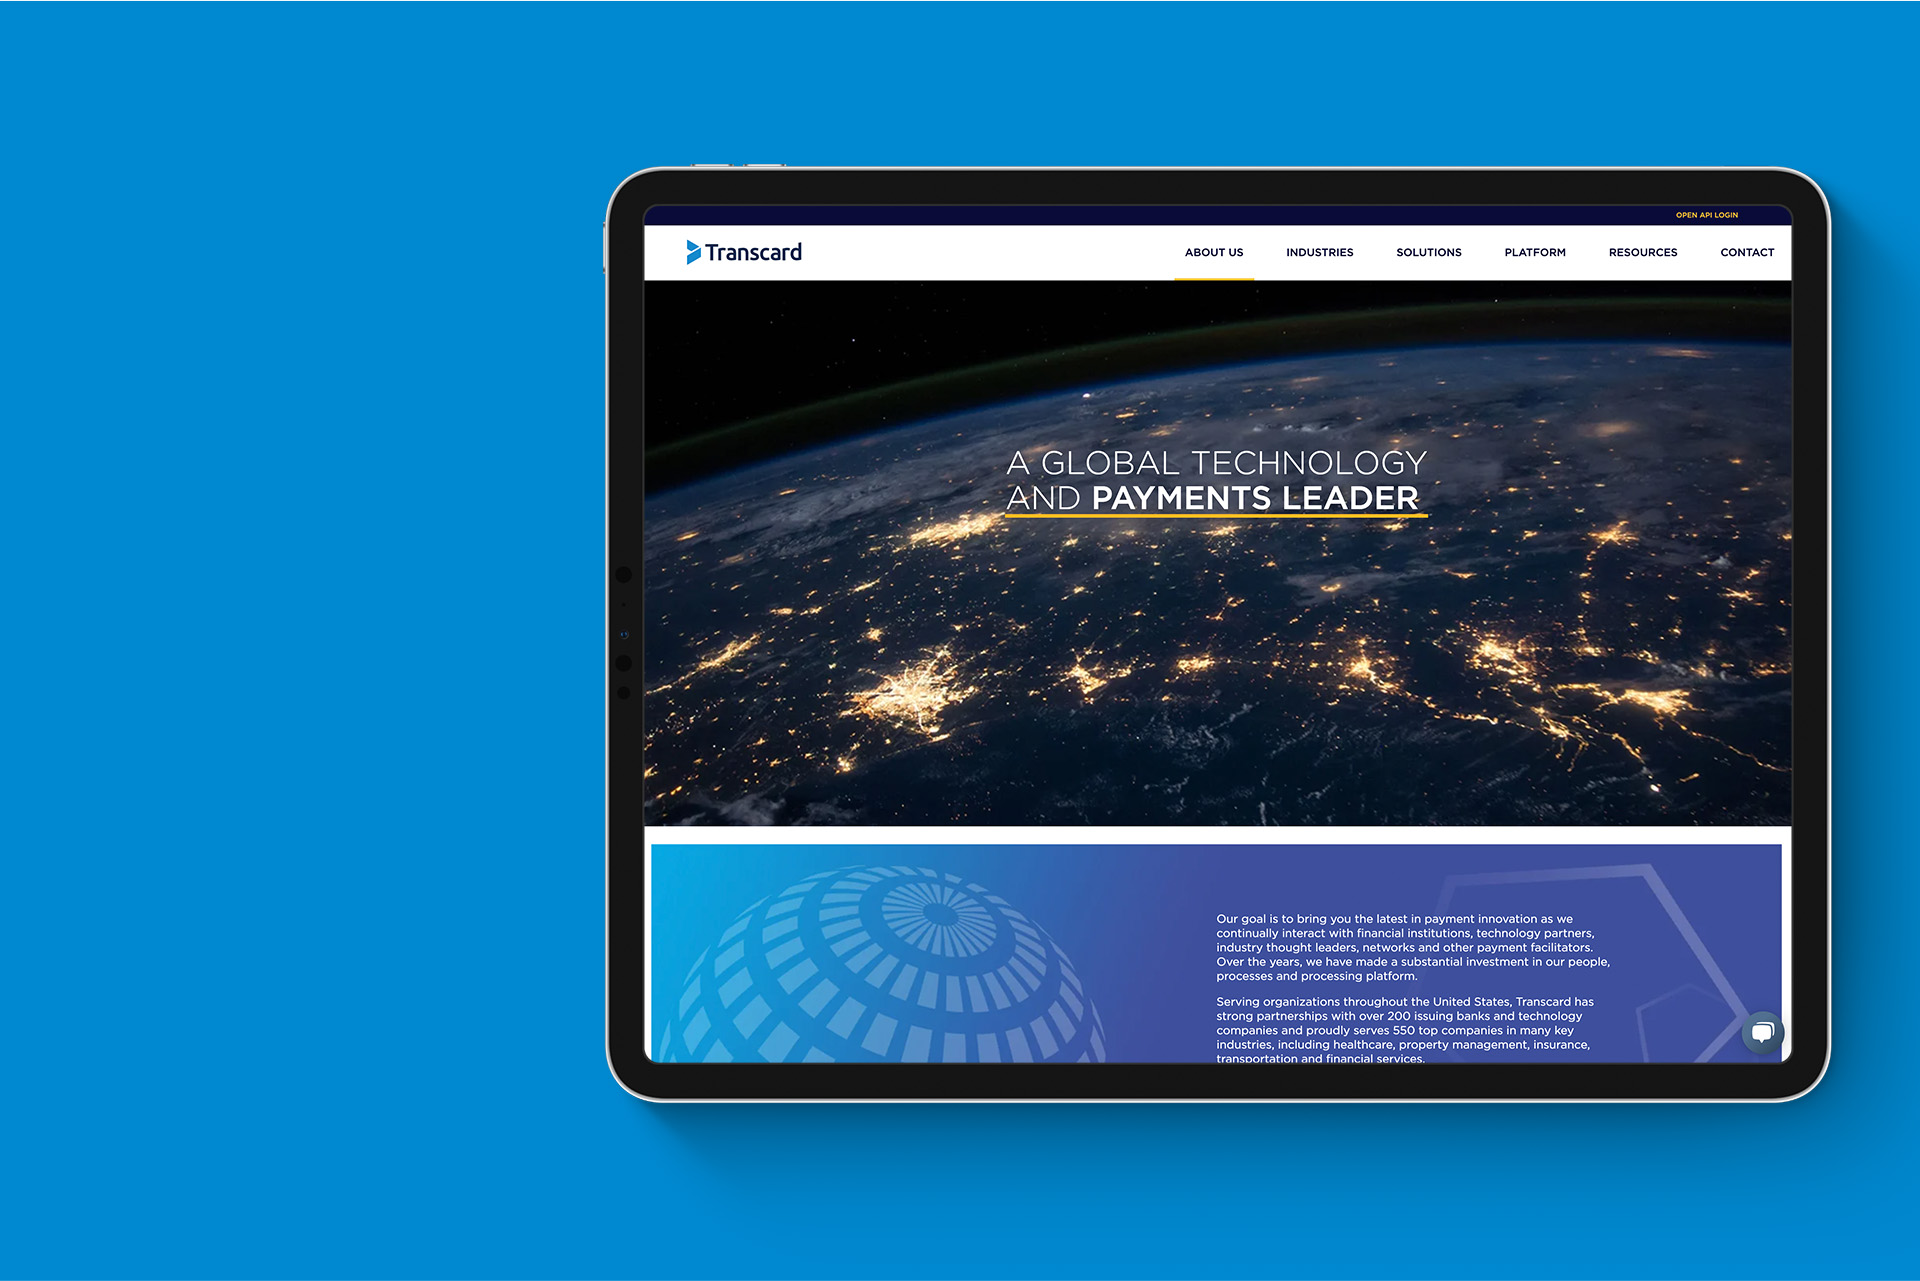 OPEN API LOGIN
Transcard
ABOUT US
INDUSTRIES
SOLUTIONS
PLATFORM
RESOURCES
CONTACT
A GLOBAL TECHNOLOGY
AND PAYMENTS LEADER
Our goal is to bring you the latest in payment innovation as we
continually interact with financial institutions, technology partners,
industry thought leaders, networks and other payment facilitators.
Over the years, we have made a substantial investment in our people,
processes and processing platform.
Serving organizations throughout the United States, Transcard has
strong partnerships with over 200 issuing banks and technology
companies and proudly serves 550 top companies in many key
industries, including healthcare, property management, insurance,
transportation and financial services.